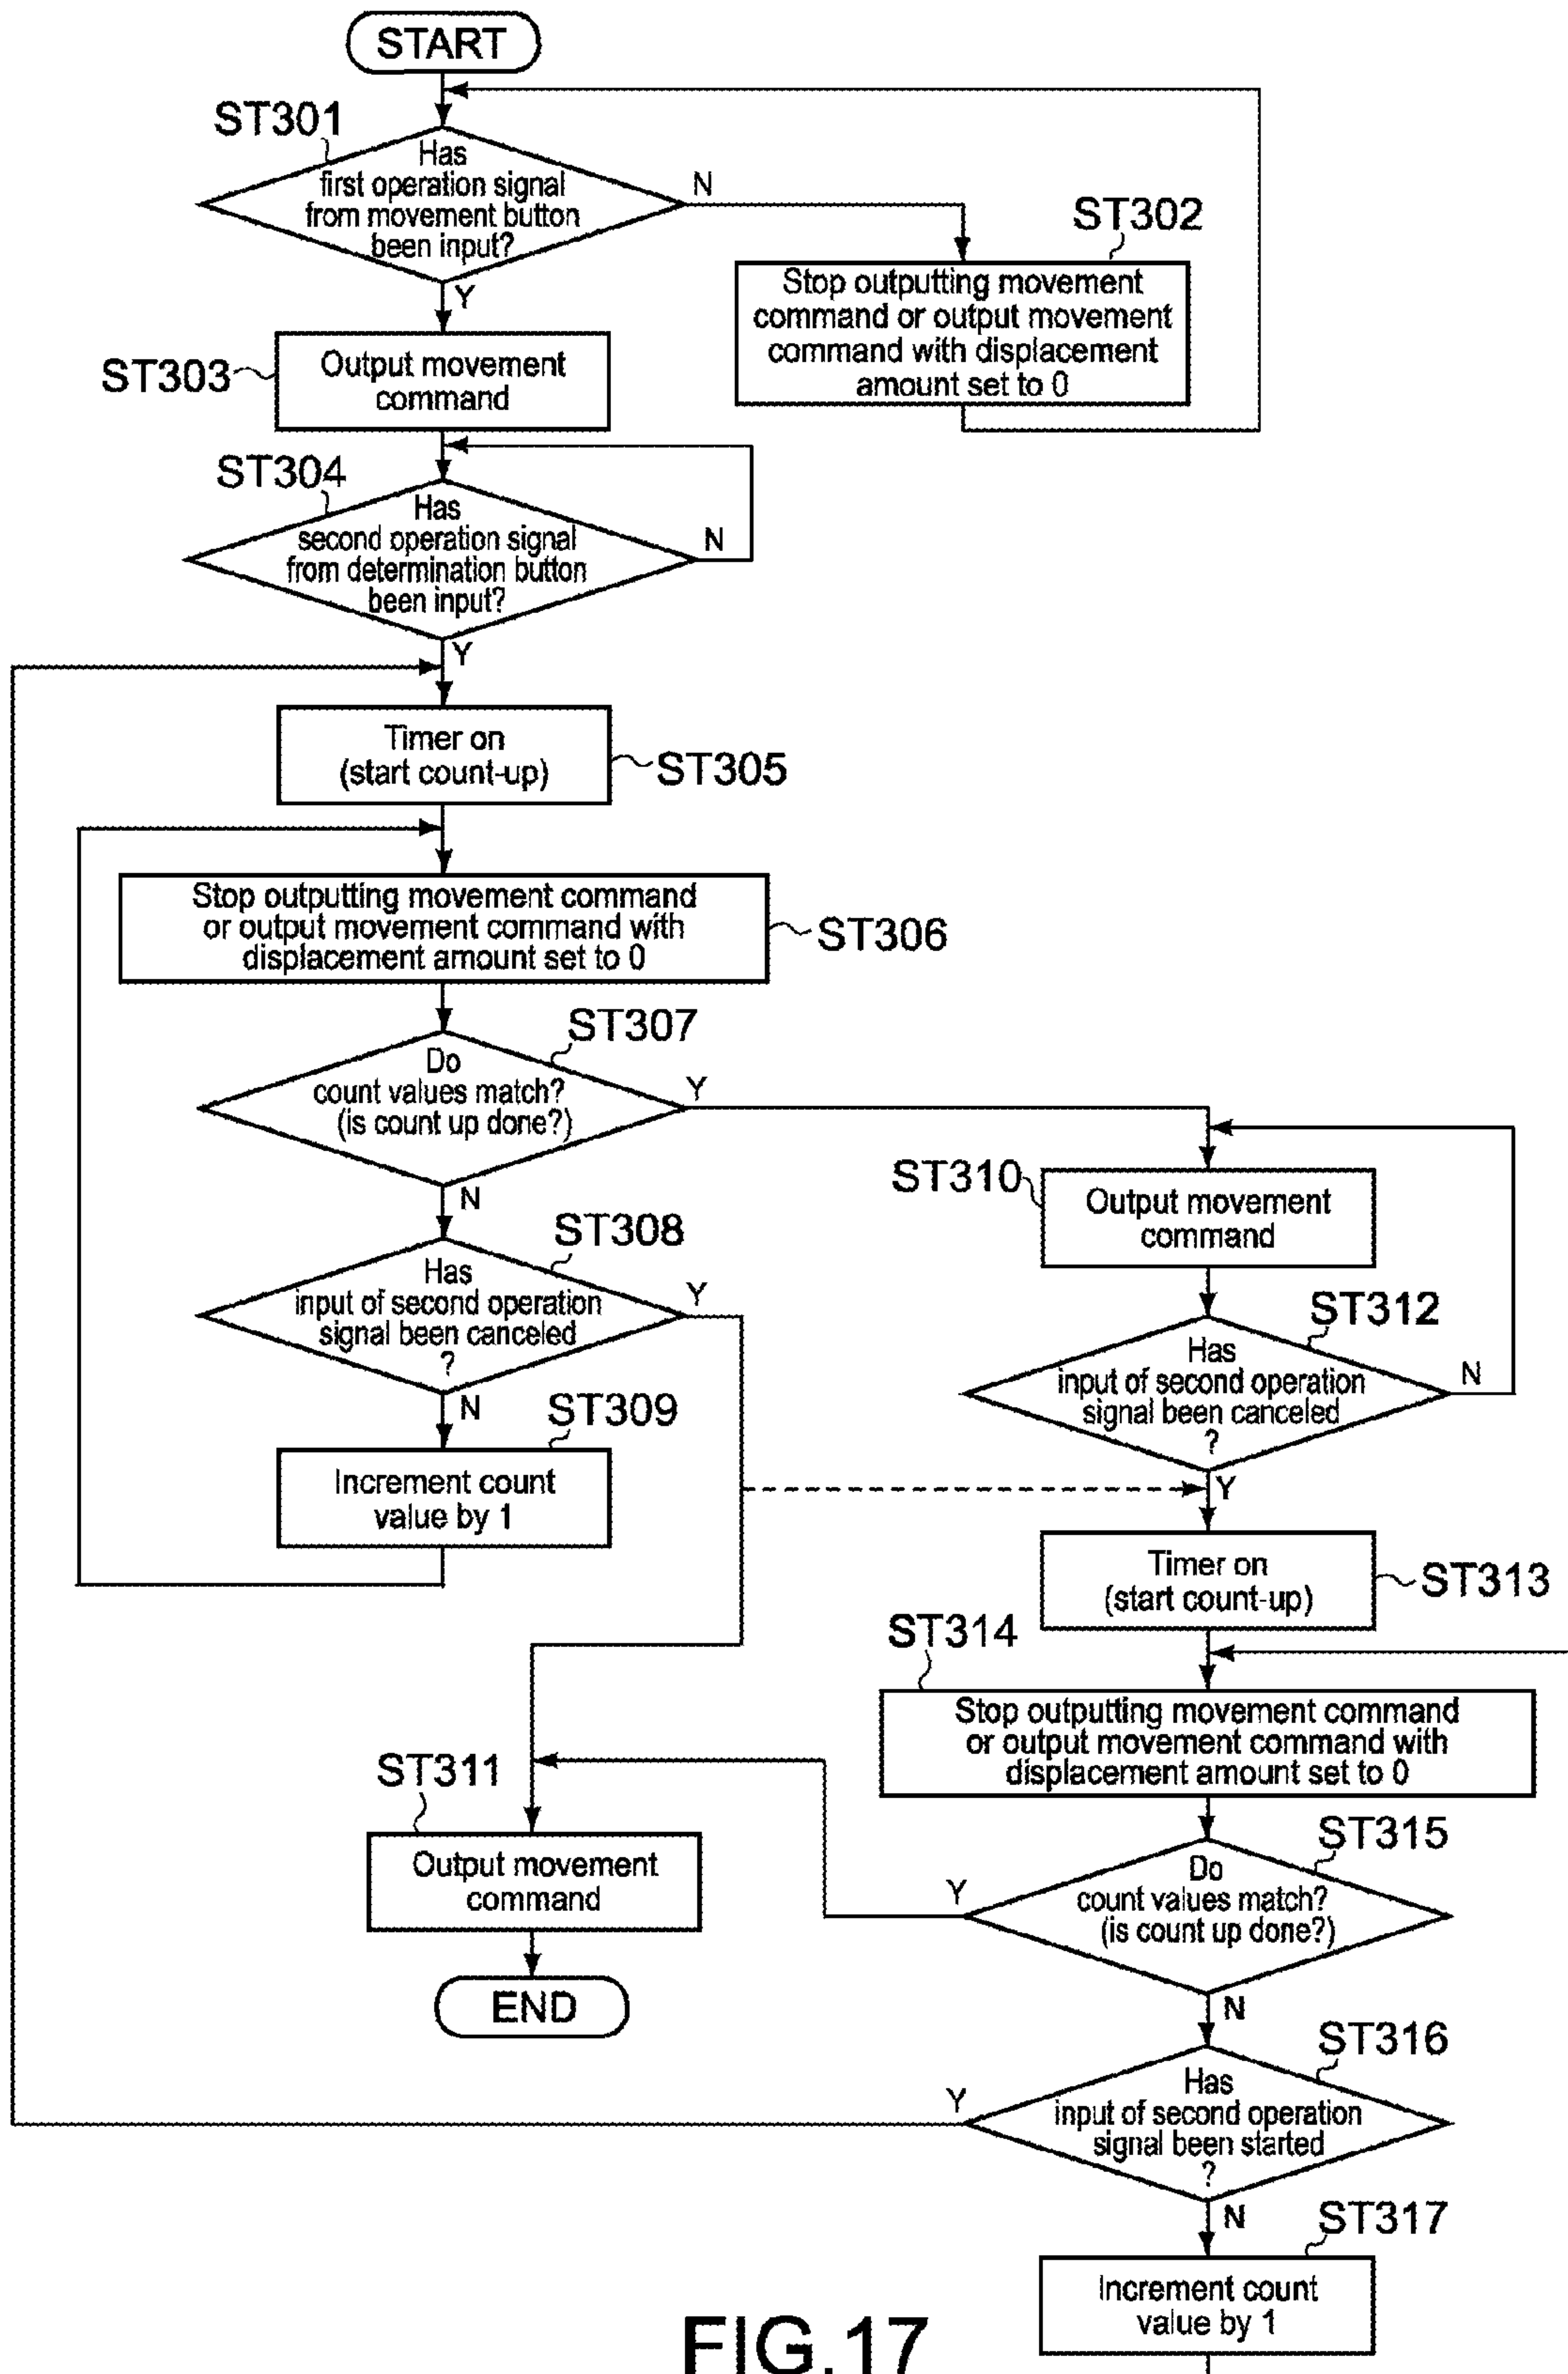 START
ST301
Has
first operation signal
from movement button
been input?
N
Y
ST302
Stop outputting movement
command or output movement
command with displacement
amount set to 0
ST303
Output movement
command
ST304
Has
second operation signal
from determination button
been input?
N
Y
Timer on
(start count-up)
ST305
Stop outputting movement command
or output movement command with
displacement amount set to 0
ST306
ST307
Do
count values match?
(is count up done?)
Y
N
ST308
Has
input of second operation
signal been canceled
?
Y
N
ST309
Increment count
value by 1
ST310
Output movement
command
ST312
Has
input of second operation
signal been canceled
?
N
Y
Timer on
(start count-up)
ST313
ST314
Stop outputting movement command
or output movement command with
displacement amount set to 0
ST311
Output movement
command
END
ST315
Do
count values match?
(is count up done?)
Y
N
ST316
Has
input of second operation
signal been started
?
Y
N
ST317
Increment count
value by 1
FIG.17